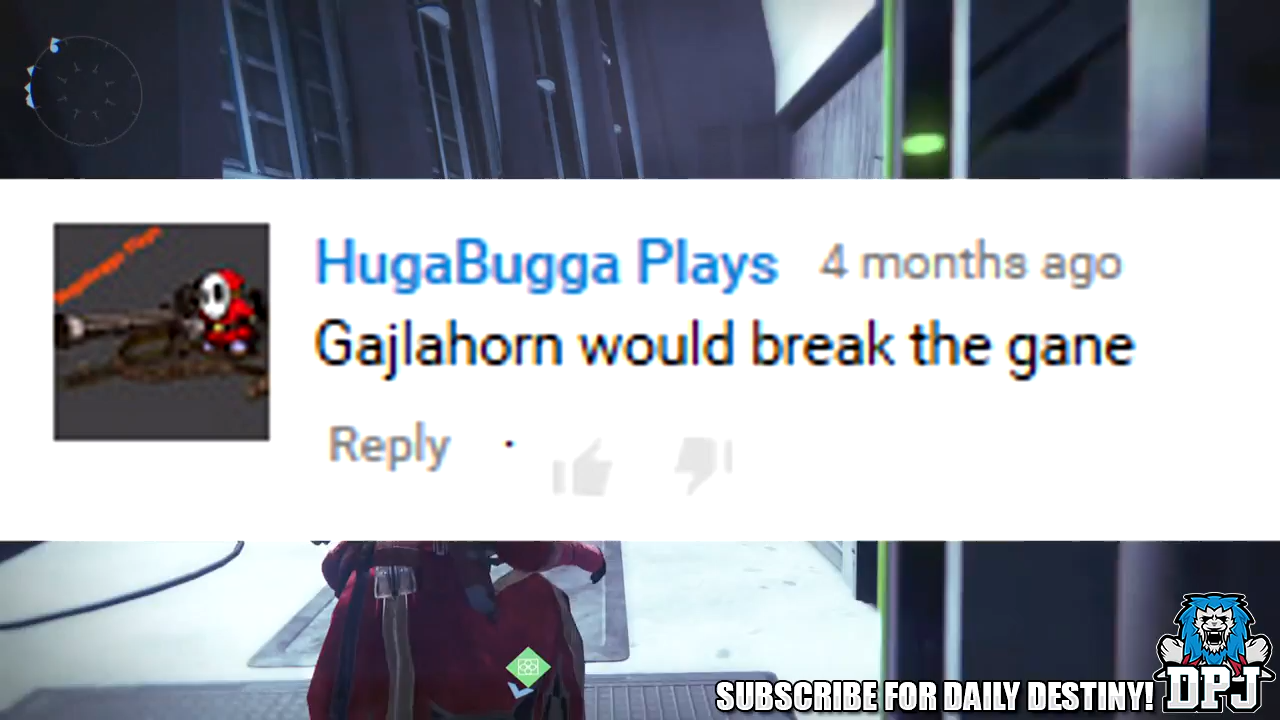 HugaBugga Plays 4 months ago
Gajlahorn would break the gane
Reply ·
SUBSCRIBE FOR DAILY DESTINY!
DPJ